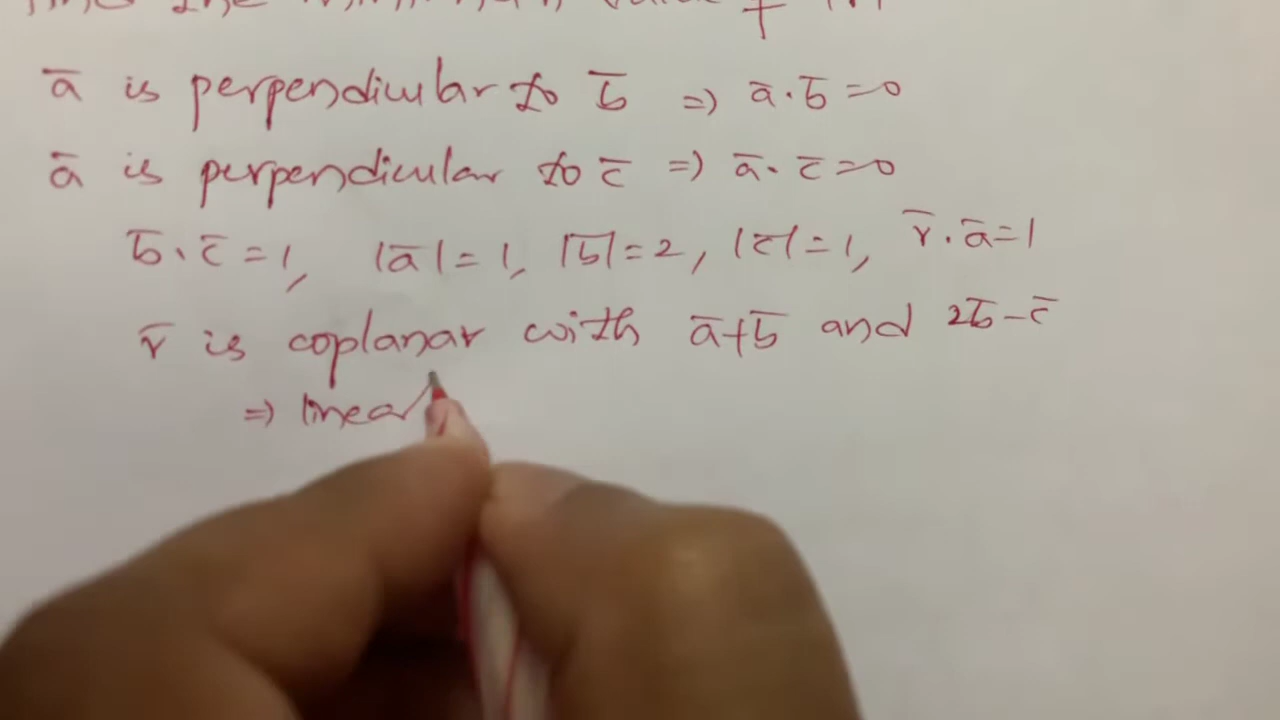 a̅ is perpendicular to b̅ => a̅.b̅=0
a̅ is perpendicular to c̅ => a̅.c̅=0
b̅.c̅=1, |a̅|=1, |b̅|=2, |c̅|=1, r̅.a̅=1
r̅ is coplanar with a̅+b̅ and 2b̅-c̅
=> linear